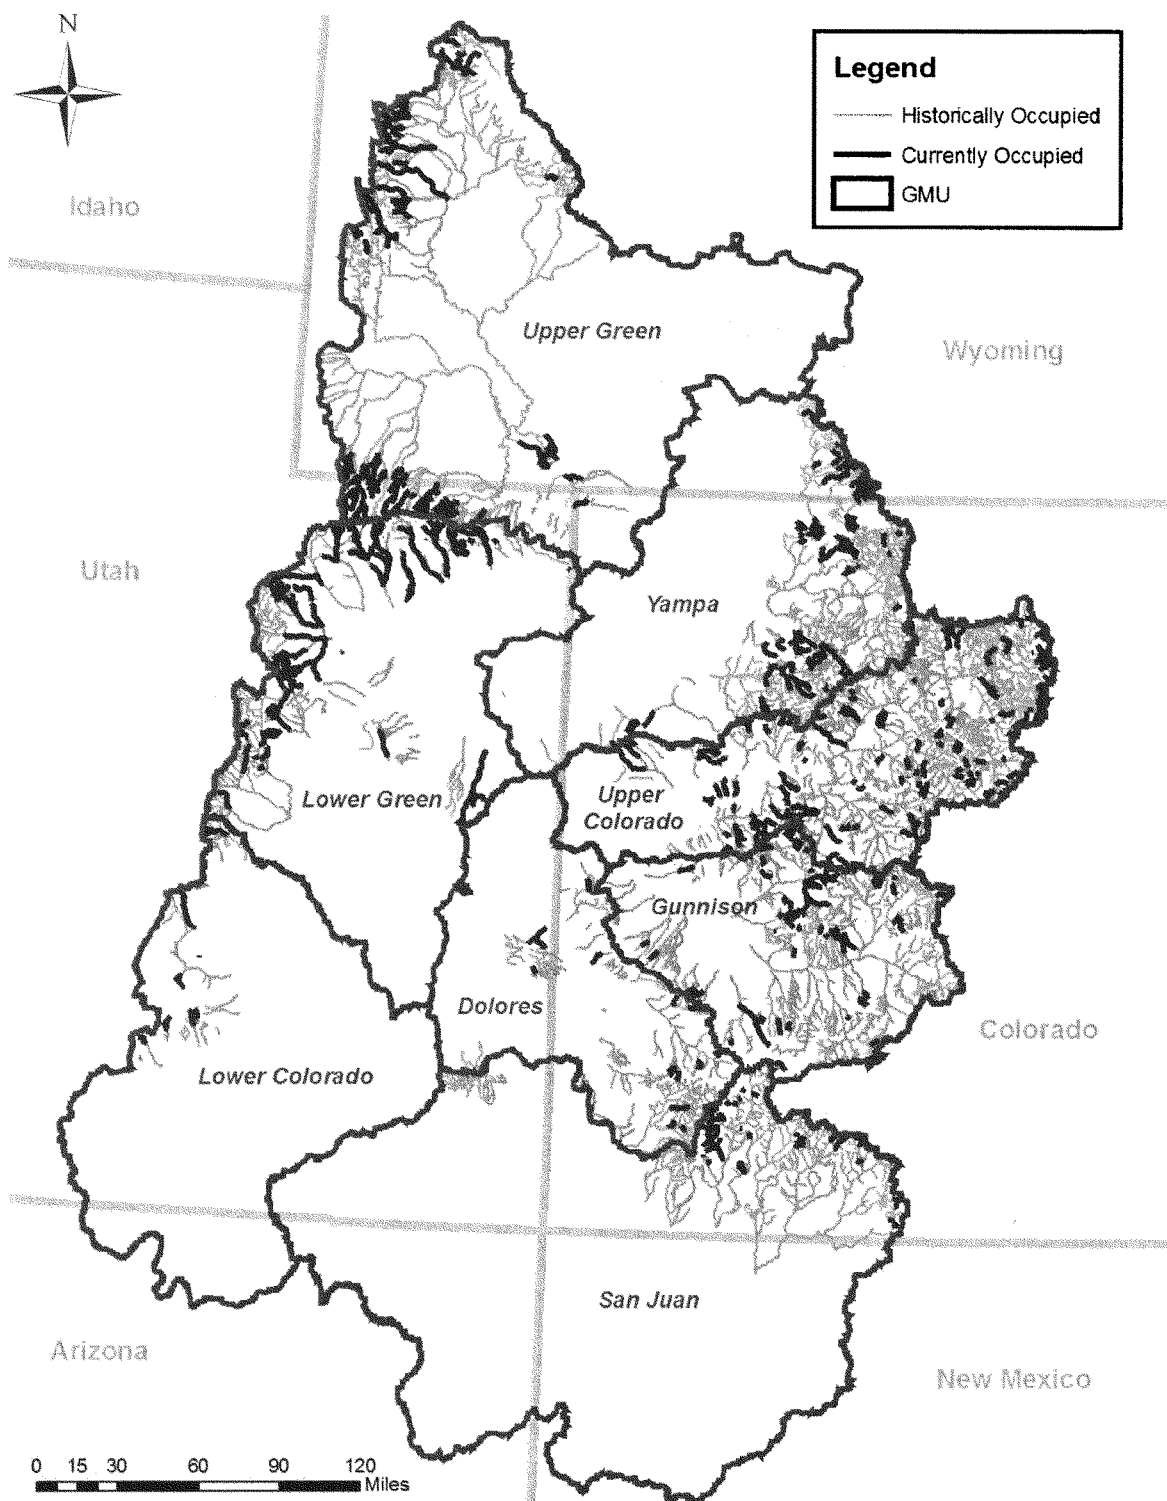 N
Legend
Historically Occupied
Currently Occupied
GMU
Idaho
Upper Green
Wyoming
Utah
Yampa
Lower Green
Upper
Colorado
Gunnison
Dolores
Colorado
Lower Colorado
San Juan
Arizona
New Mexico
0 15 30 60 90 120
Miles